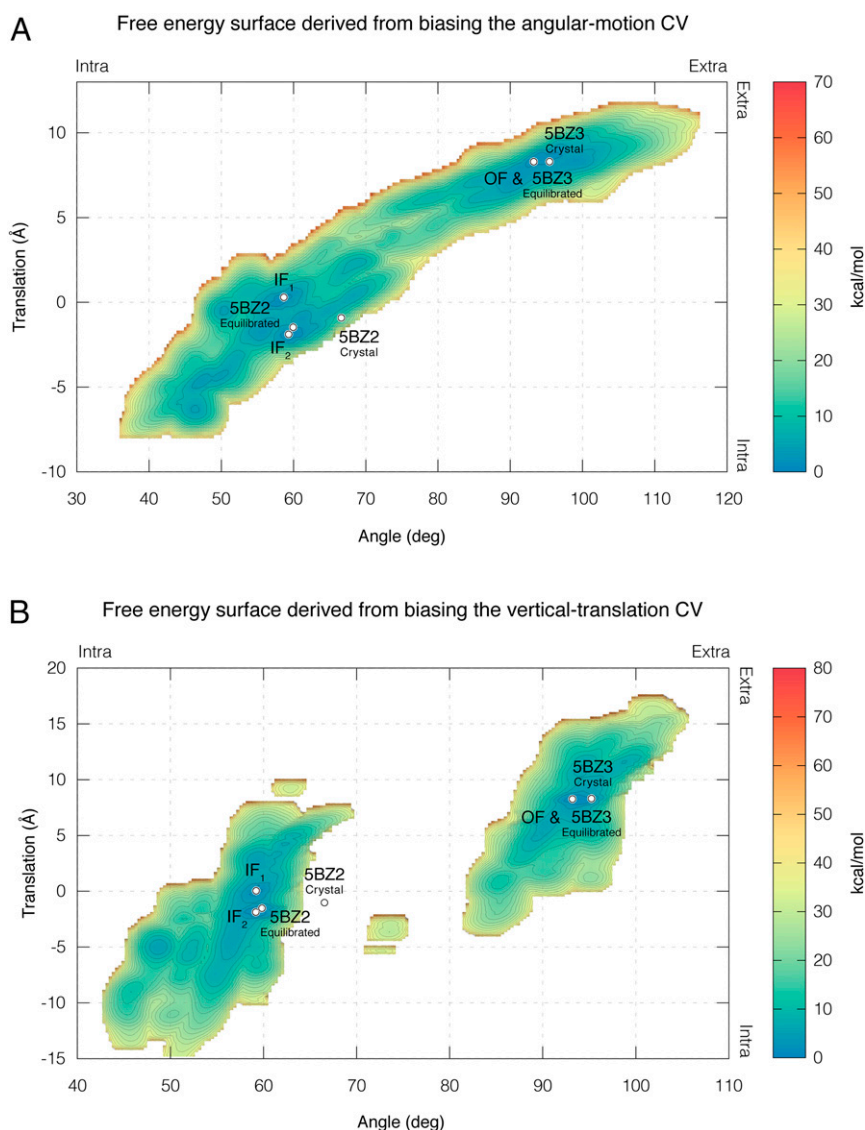 A
Free energy surface derived from biasing the angular-motion CV
Intra
Extra
Translation (Å)
10
5
0
-5
-10
5BZ3
Crystal
OF & 5BZ3
Equilibrated
IF1
5BZ2
Equilibrated
IF2
5BZ2
Crystal
Extra
Intra
30 40 50 60 70 80 90 100 110 120
Angle (deg)
70
60
50
40
30
20
10
0
kcal/mol
B
Free energy surface derived from biasing the vertical-translation CV
Intra
Extra
Translation (Å)
20
15
10
5
0
-5
-10
-15
5BZ3
Crystal
OF & 5BZ3
Equilibrated
IF1
5BZ2
Crystal
IF2
5BZ2
Equilibrated
Extra
Intra
40 50 60 70 80 90 100 110
Angle (deg)
80
70
60
50
40
30
20
10
0
kcal/mol